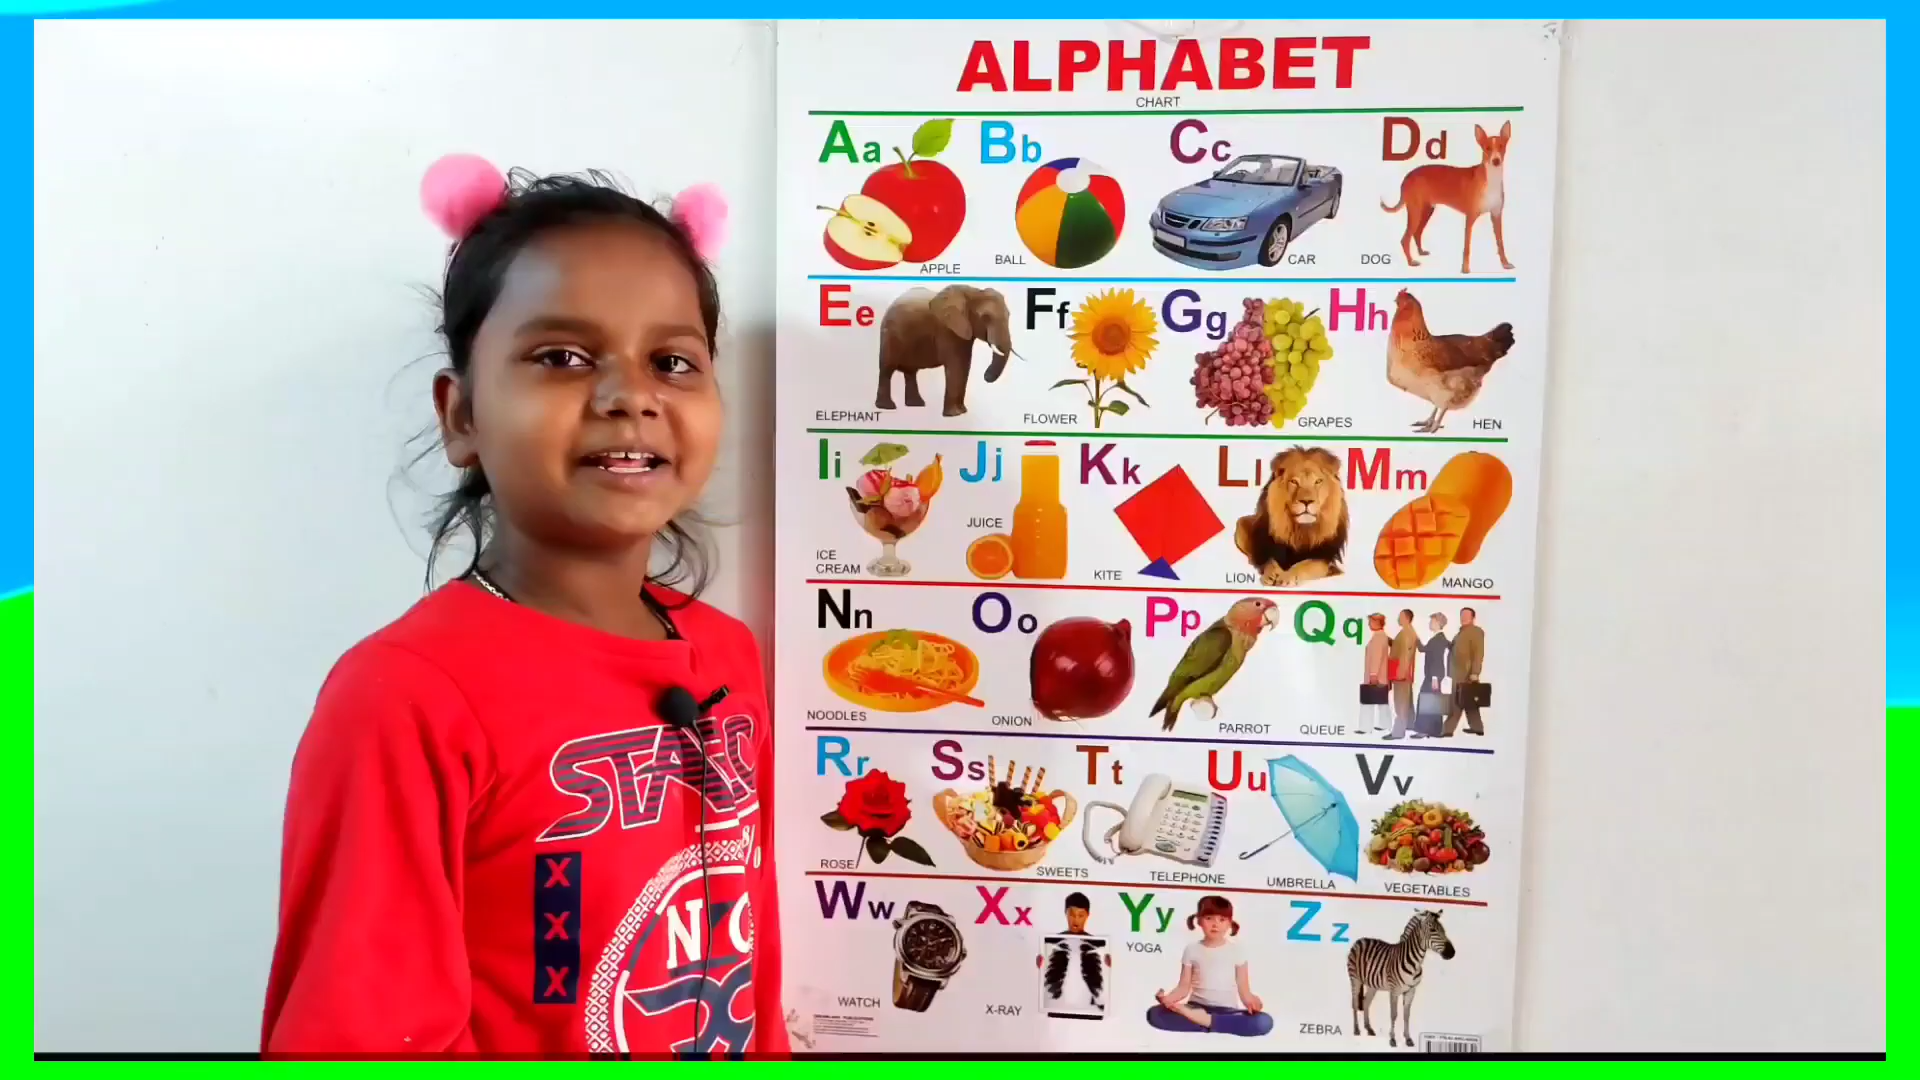 ALPHABET
CHART
Aa Bb Cc Dd
APPLE BALL CAR DOG
Ee Ff Gg Hh
ELEPHANT FLOWER GRAPES HEN
Ii Jj Kk Ll Mm
ICE CREAM JUICE KITE LION MANGO
Nn Oo Pp Qq
NOODLES ONION PARROT QUEUE
Rr Ss Tt Uu Vv
ROSE SWEETS TELEPHONE UMBRELLA VEGETABLES
Ww Xx Yy Zz
WATCH X-RAY YOGA ZEBRA
X
X
X